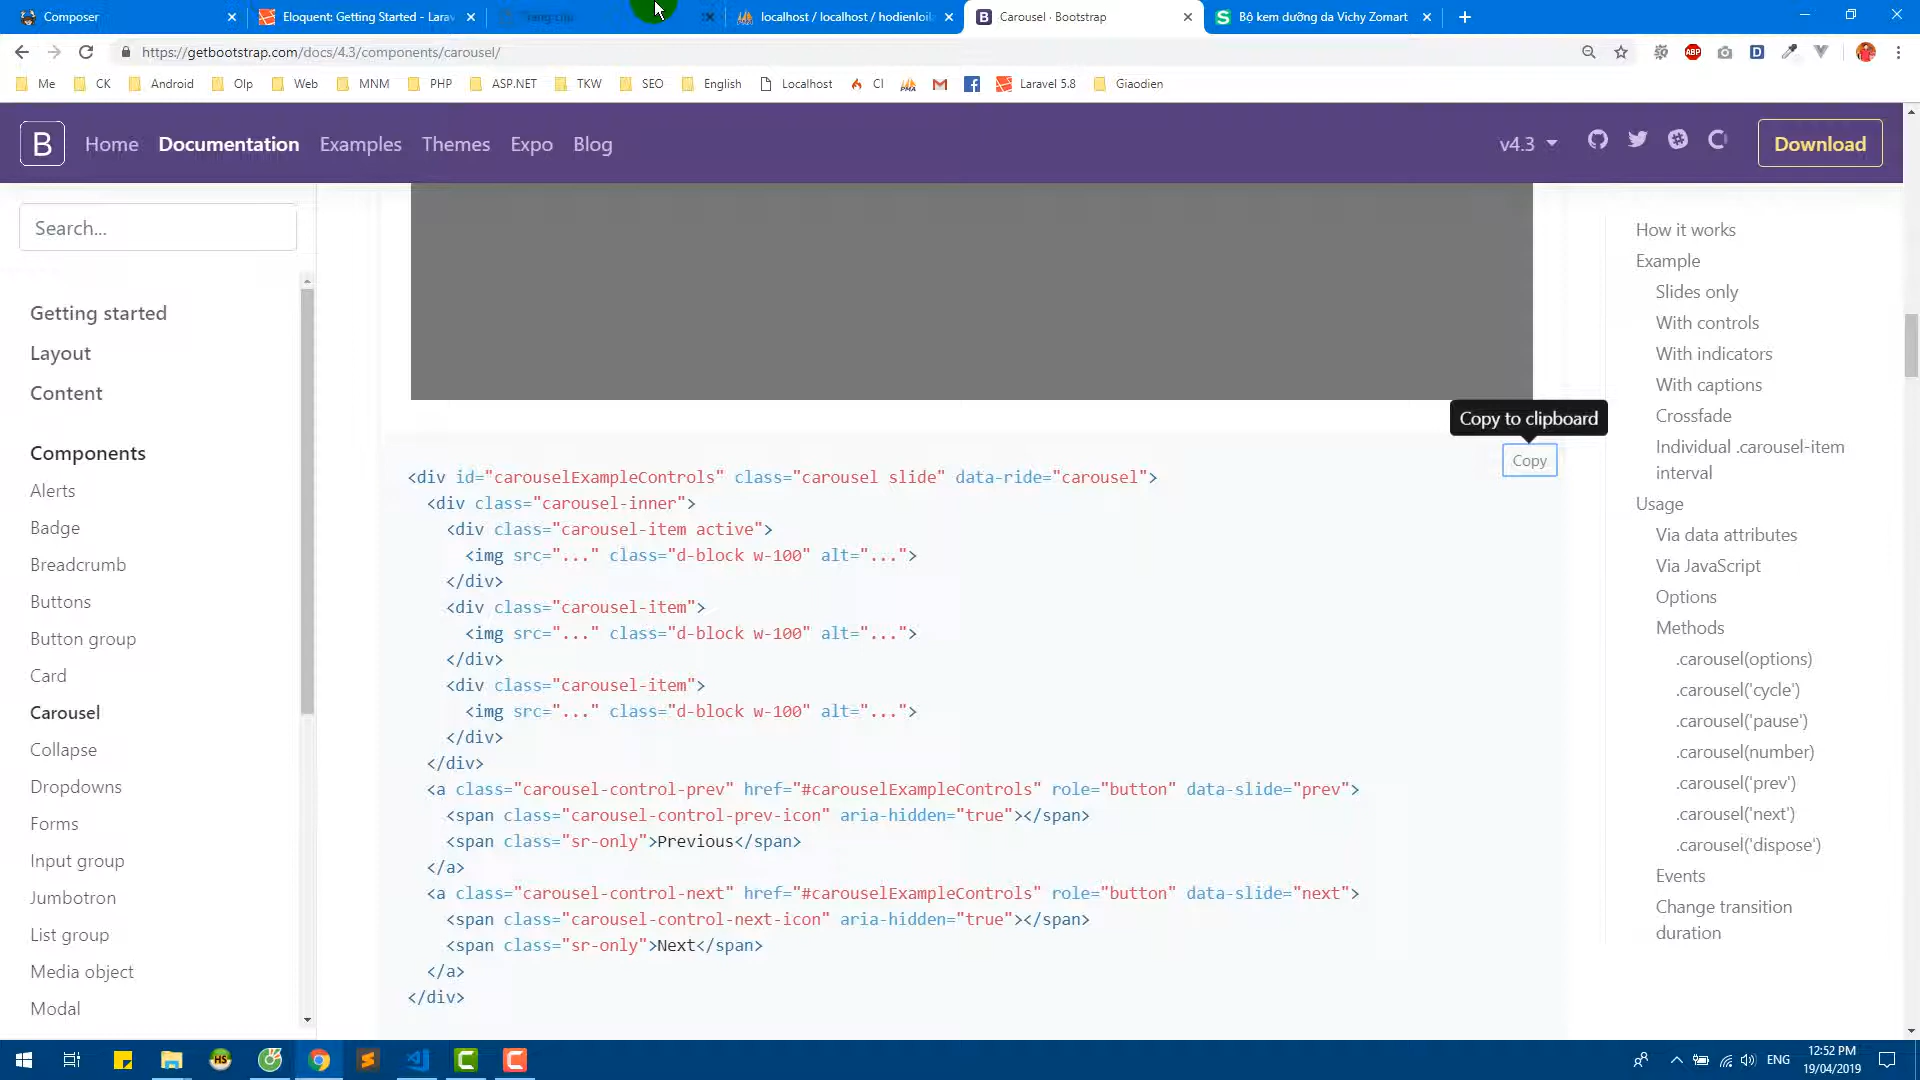 Composer
Eloquent: Getting Started - Larav
Trang chủ
localhost / localhost / hodienloi
Carousel · Bootstrap
Bộ kem dưỡng da Vichy Zomart
https://getbootstrap.com/docs/4.3/components/carousel/
ABP
D
Me
CK
Android
Olp
Web
MNM
PHP
ASP.NET
TKW
SEO
English
Localhost
CI
PMA
Laravel 5.8
Giaodien
B
Home
Documentation
Examples
Themes
Expo
Blog
v4.3
Download
Search...
Getting started
Layout
Content
Components
Alerts
Badge
Breadcrumb
Buttons
Button group
Card
Carousel
Collapse
Dropdowns
Forms
Input group
Jumbotron
List group
Media object
Modal
Copy to clipboard
Copy
<div id="carouselExampleControls" class="carousel slide" data-ride="carousel">
<div class="carousel-inner">
<div class="carousel-item active">
<img src="..." class="d-block w-100" alt="...">
</div>
<div class="carousel-item">
<img src="..." class="d-block w-100" alt="...">
</div>
<div class="carousel-item">
<img src="..." class="d-block w-100" alt="...">
</div>
</div>
<a class="carousel-control-prev" href="#carouselExampleControls" role="button" data-slide="prev">
<span class="carousel-control-prev-icon" aria-hidden="true"></span>
<span class="sr-only">Previous</span>
</a>
<a class="carousel-control-next" href="#carouselExampleControls" role="button" data-slide="next">
<span class="carousel-control-next-icon" aria-hidden="true"></span>
<span class="sr-only">Next</span>
</a>
</div>
How it works
Example
Slides only
With controls
With indicators
With captions
Crossfade
Individual .carousel-item
interval
Usage
Via data attributes
Via JavaScript
Options
Methods
.carousel(options)
.carousel('cycle')
.carousel('pause')
.carousel(number)
.carousel('prev')
.carousel('next')
.carousel('dispose')
Events
Change transition
duration
HS
ENG
12:52 PM
19/04/2019